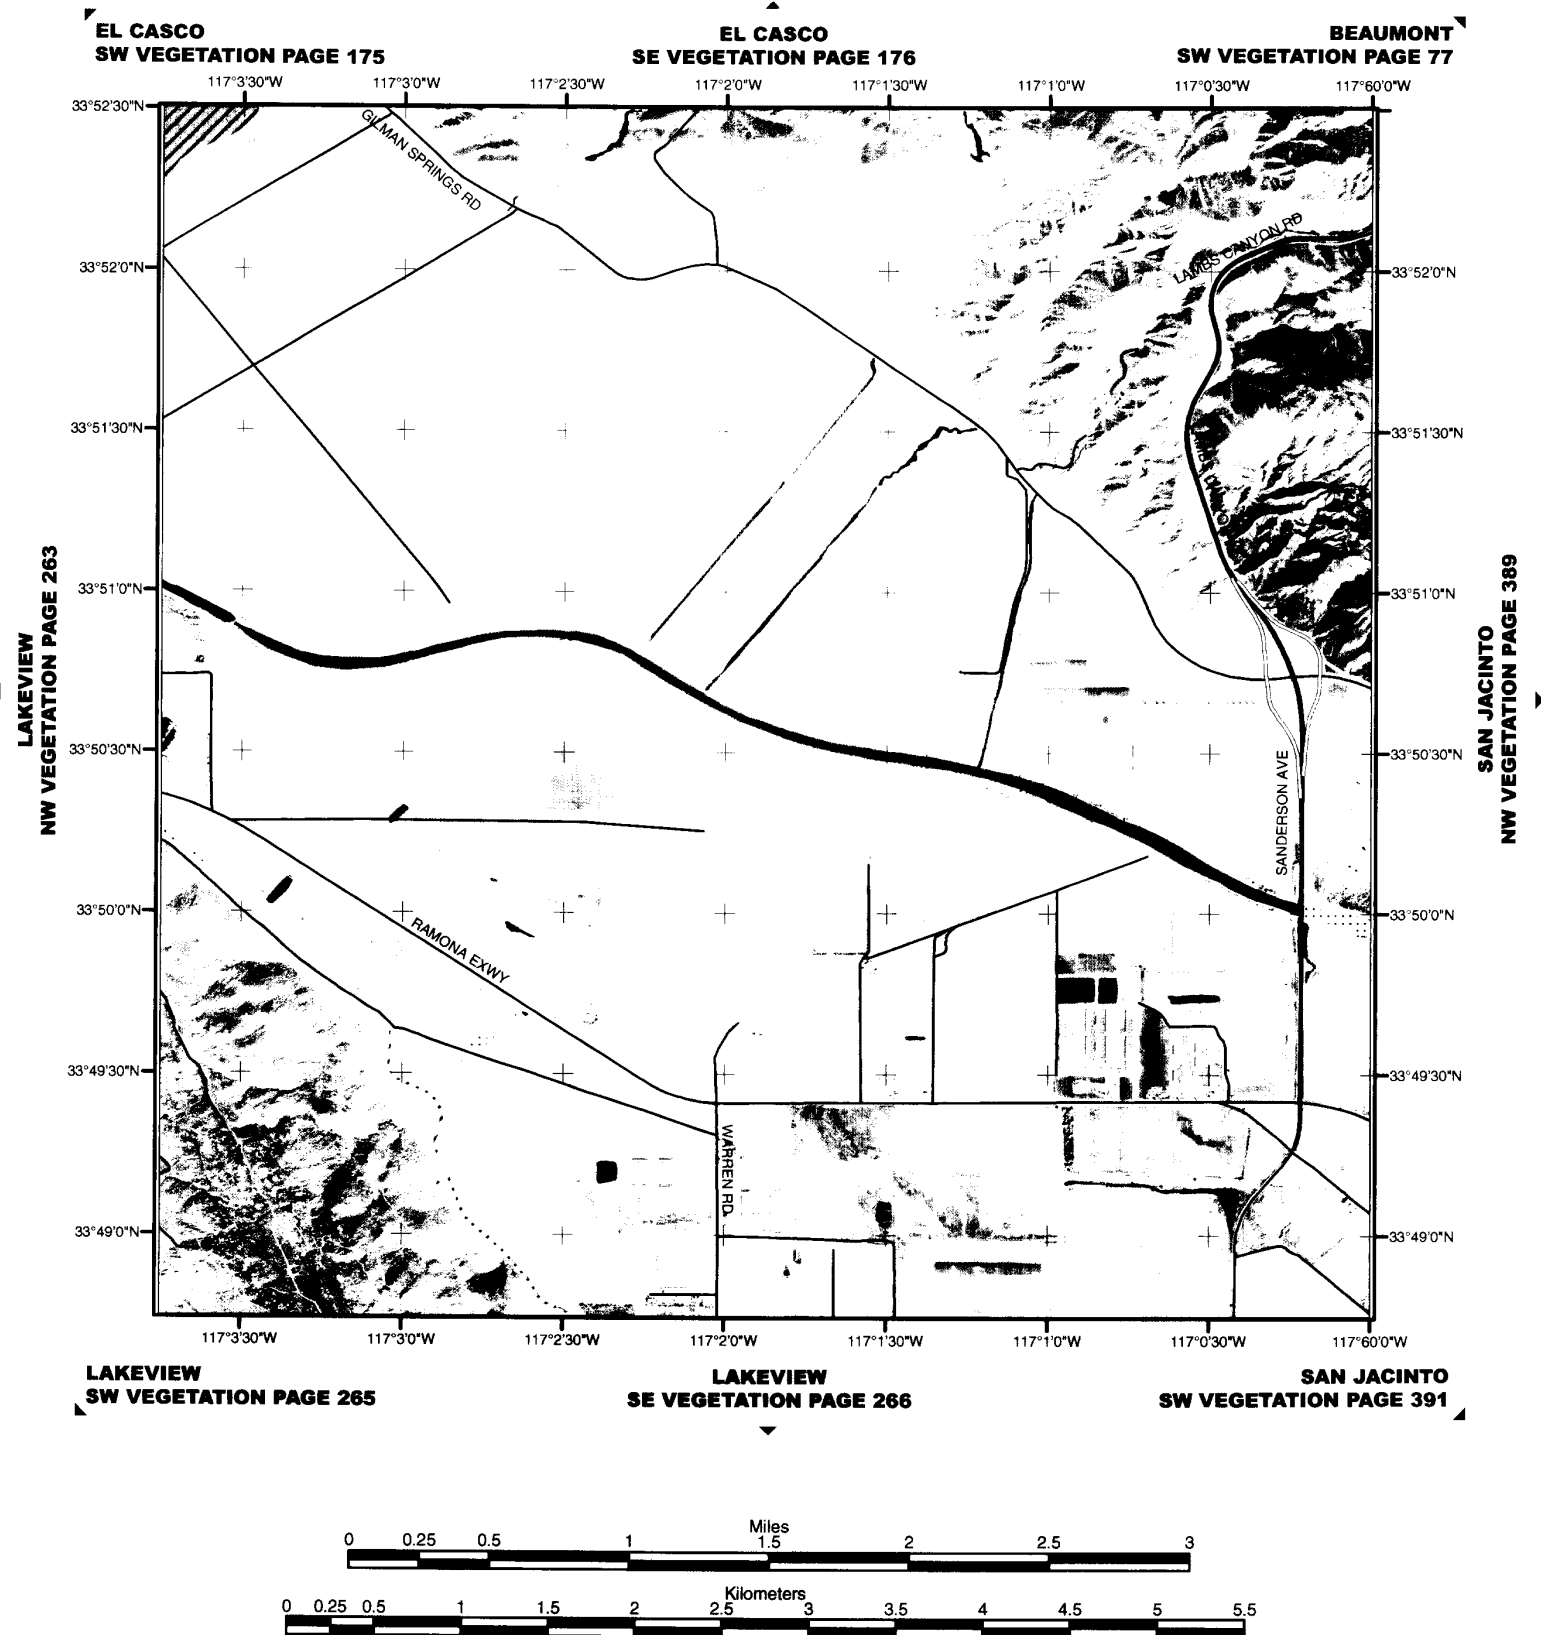 EL CASCO
SW VEGETATION PAGE 175
EL CASCO
SE VEGETATION PAGE 176
BEAUMONT
SW VEGETATION PAGE 77
117°3'30"W
117°3'0"W
117°2'30"W
117°2'0"W
117°1'30"W
117°1'0"W
117°0'30"W
117°60'0"W
33°52'30"N
33°52'0"N
33°51'30"N
33°51'0"N
33°50'30"N
33°50'0"N
33°49'30"N
33°49'0"N
LAKEVIEW
NW VEGETATION PAGE 263
GILMAN SPRINGS RD
LAMBS CANYON RD
SANDERSON AVE
RAMONA EXWY
WARREN RD
33°52'0"N
33°51'30"N
33°51'0"N
33°50'30"N
33°50'0"N
33°49'30"N
33°49'0"N
SAN JACINTO
NW VEGETATION PAGE 389
117°3'30"W
117°3'0"W
117°2'30"W
117°2'0"W
117°1'30"W
117°1'0"W
117°0'30"W
117°60'0"W
LAKEVIEW
SW VEGETATION PAGE 265
LAKEVIEW
SE VEGETATION PAGE 266
SAN JACINTO
SW VEGETATION PAGE 391
Miles
0 0.25 0.5 1 1.5 2 2.5 3
Kilometers
0 0.25 0.5 1 1.5 2 2.5 3 3.5 4 4.5 5 5.5